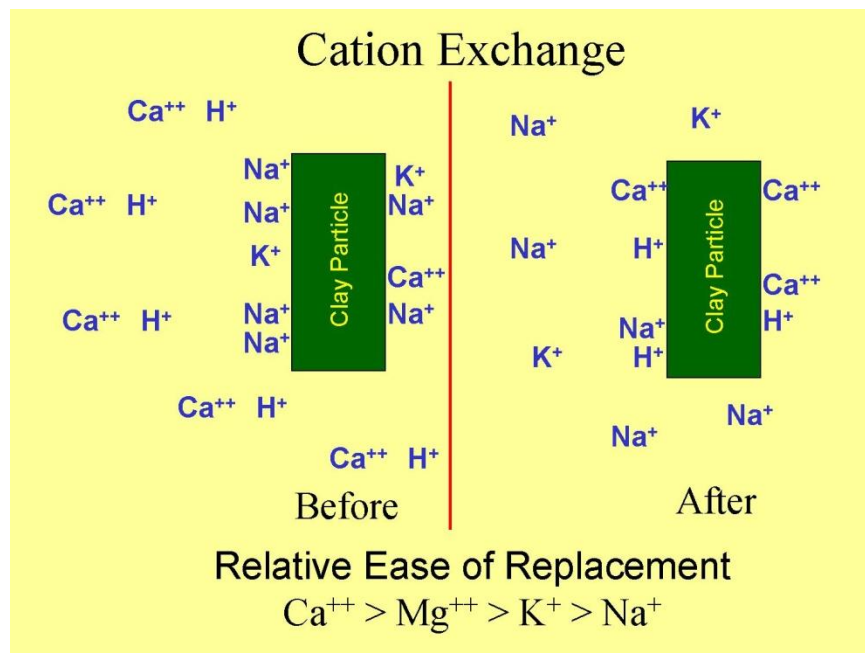 Cation Exchange
Ca⁺⁺ H⁺
Na⁺
K⁺
Ca⁺⁺ H⁺
Na⁺
Na⁺
K⁺
Ca⁺⁺
Ca⁺⁺ H⁺
Na⁺
Na⁺
Na⁺
Clay Particle
Ca⁺⁺ H⁺
Ca⁺⁺ H⁺
Before
Na⁺
K⁺
Ca⁺⁺
Ca⁺⁺
Na⁺
H⁺
Ca⁺⁺
Na⁺
H⁺
K⁺
H⁺
Clay Particle
Na⁺
Na⁺
After
Relative Ease of Replacement
Ca⁺⁺ > Mg⁺⁺ > K⁺ > Na⁺